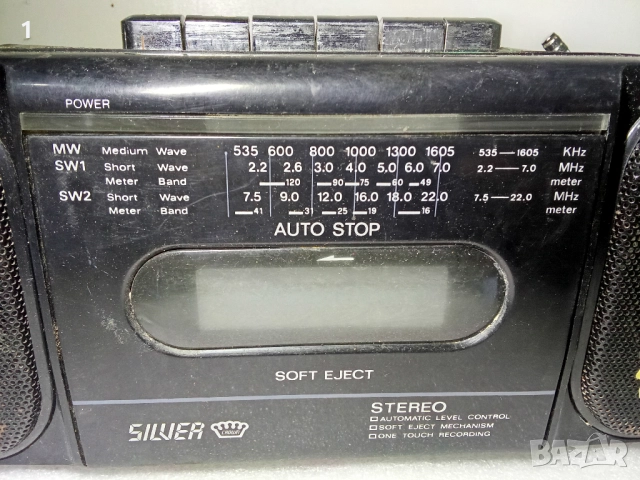 1
POWER
MW Medium Wave 535 600 800 1000 1300 1605 535—1605 KHz
SW1 Short Wave 2.2 2.6 3.0 4.0 5.0 6.0 7.0 2.2—7.0 MHz
Meter Band 120 90 75 60 49 meter
SW2 Short Wave 7.5 9.0 12.0 16.0 18.0 22.0 7.5—22.0 MHz
Meter Band 41 31 25 19 16 meter
AUTO STOP
SOFT EJECT
SILVER CROWN
STEREO
AUTOMATIC LEVEL CONTROL
SOFT EJECT MECHANISM
ONE TOUCH RECORDING
bazar